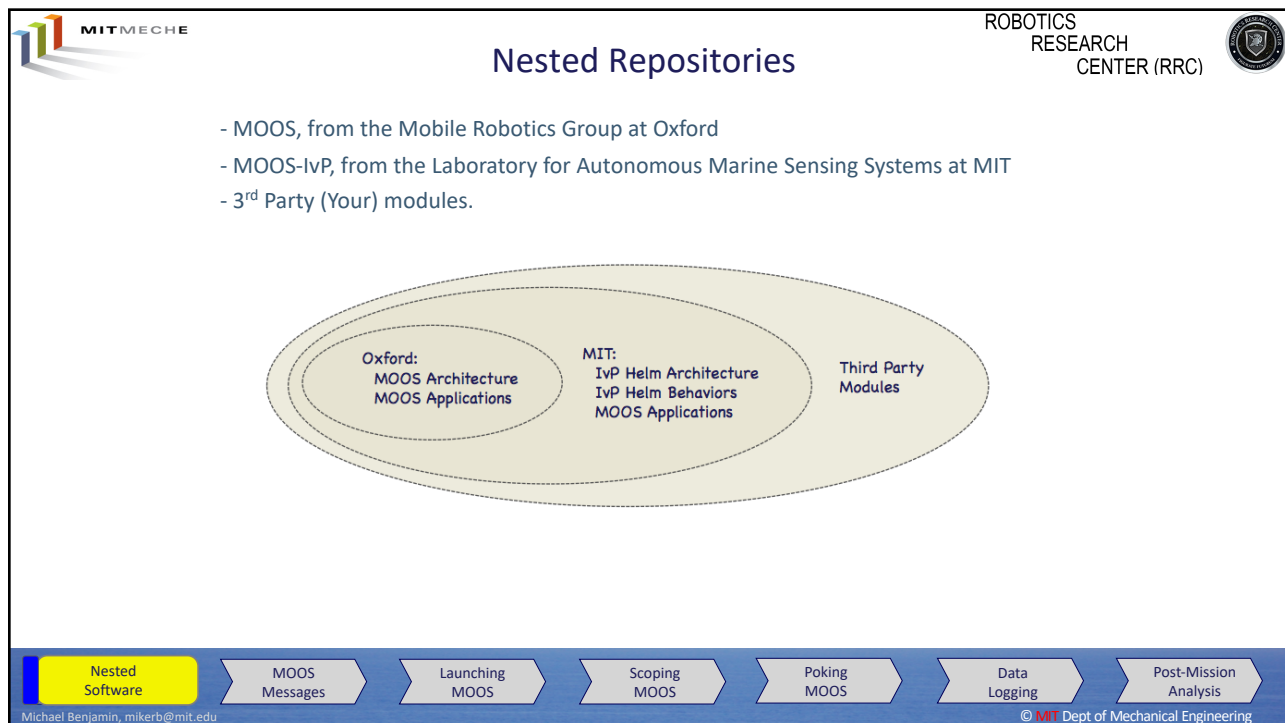 MITMECHE
ROBOTICS
RESEARCH
CENTER (RRC)
Nested Repositories
- MOOS, from the Mobile Robotics Group at Oxford
- MOOS-IvP, from the Laboratory for Autonomous Marine Sensing Systems at MIT
- 3rd Party (Your) modules.
Oxford:
MOOS Architecture
MOOS Applications
MIT:
IvP Helm Architecture
IvP Helm Behaviors
MOOS Applications
Third Party
Modules
Nested
Software
MOOS
Messages
Launching
MOOS
Scoping
MOOS
Poking
MOOS
Data
Logging
Post-Mission
Analysis
Michael Benjamin, mikerb@mit.edu
© MIT Dept of Mechanical Engineering